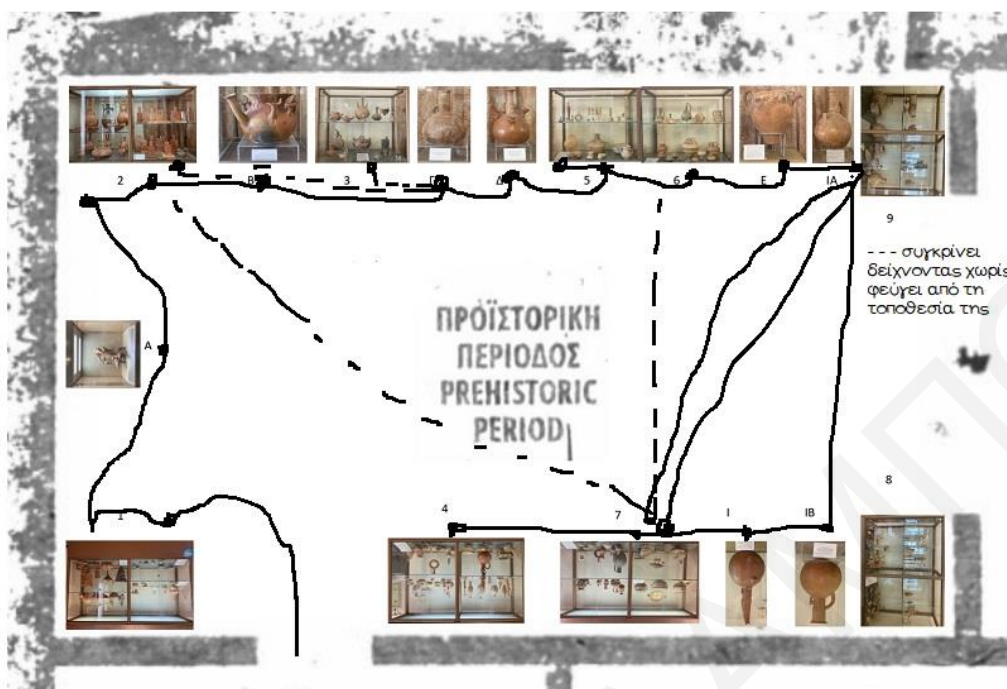 2 Β 3 Γ Δ 5 6 Ε ΙΑ
9
--- συγκρίνει
δείχνοντας χωρίς
φεύγει από τη
τοποθεσία της
ΠΡΟΪΣΤΟΡΙΚΗ
ΠΕΡΙΟΔΟΣ
PREHISTORIC
PERIOD
Α
8
1 4 7 Ι ΙΒ